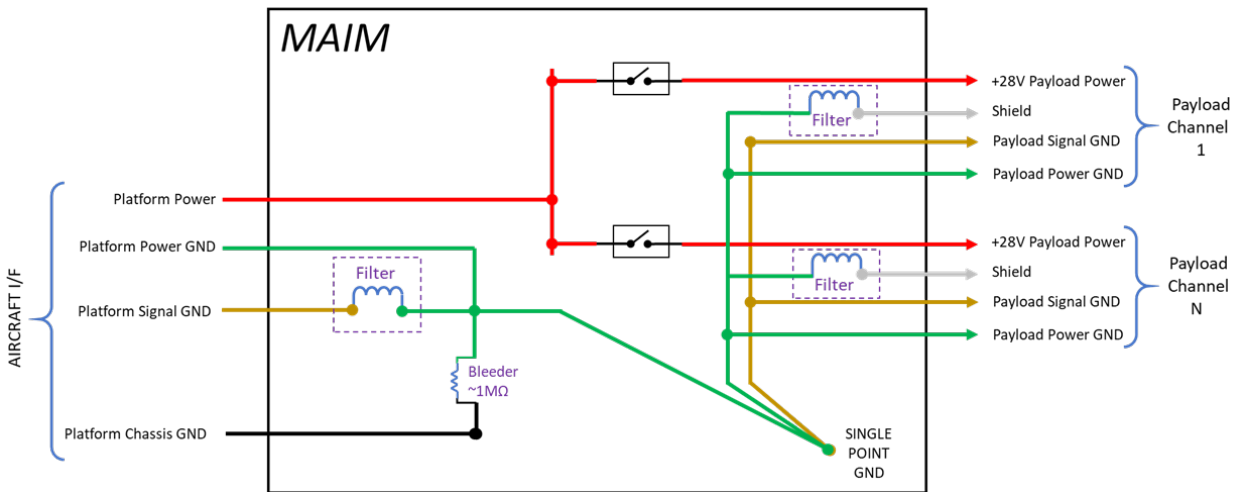 MAIM
+28V Payload Power
Filter
Shield
Payload Signal GND
Payload Power GND
Payload
Channel
1
AIRCRAFT I/F
Platform Power
Platform Power GND
Filter
Platform Signal GND
Bleeder
~1MΩ
Platform Chassis GND
+28V Payload Power
Filter
Shield
Payload Signal GND
Payload Power GND
Payload
Channel
N
SINGLE
POINT
GND